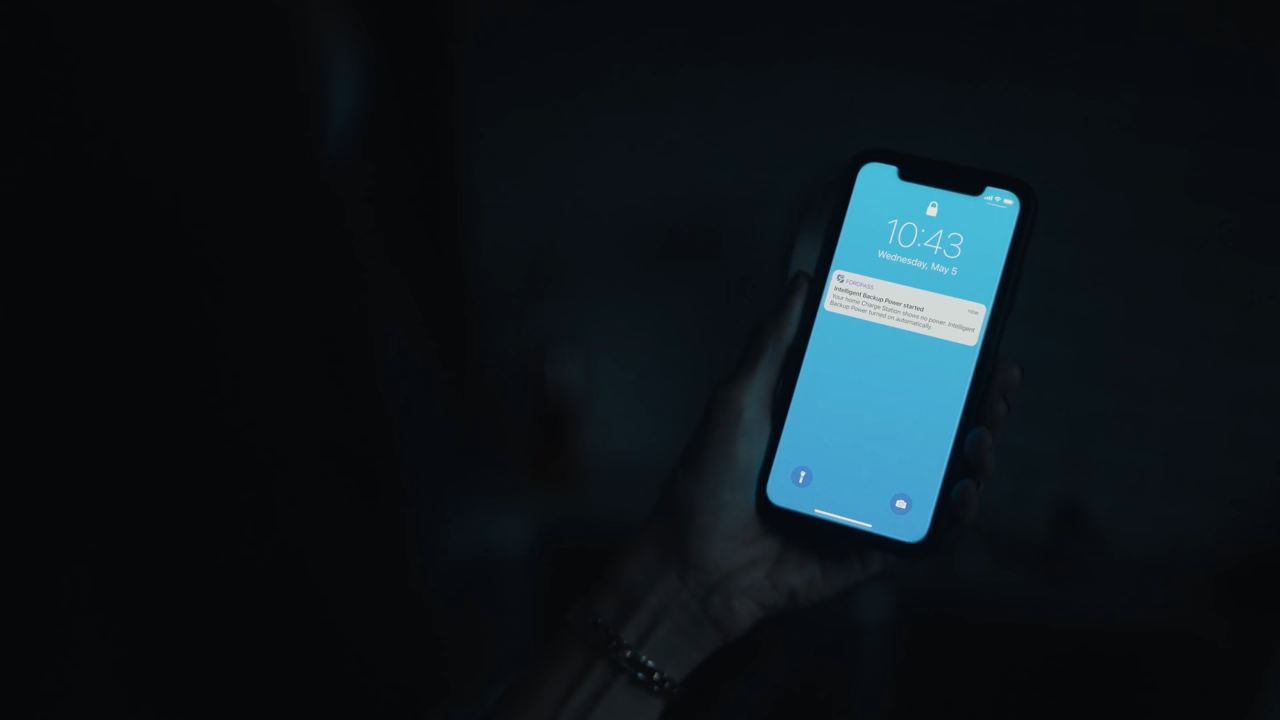 10:43
Wednesday, May 5
FORDPASS
now
Intelligent Backup Power started
Your home Charge Station shows no power. Intelligent
Backup Power turned on automatically.